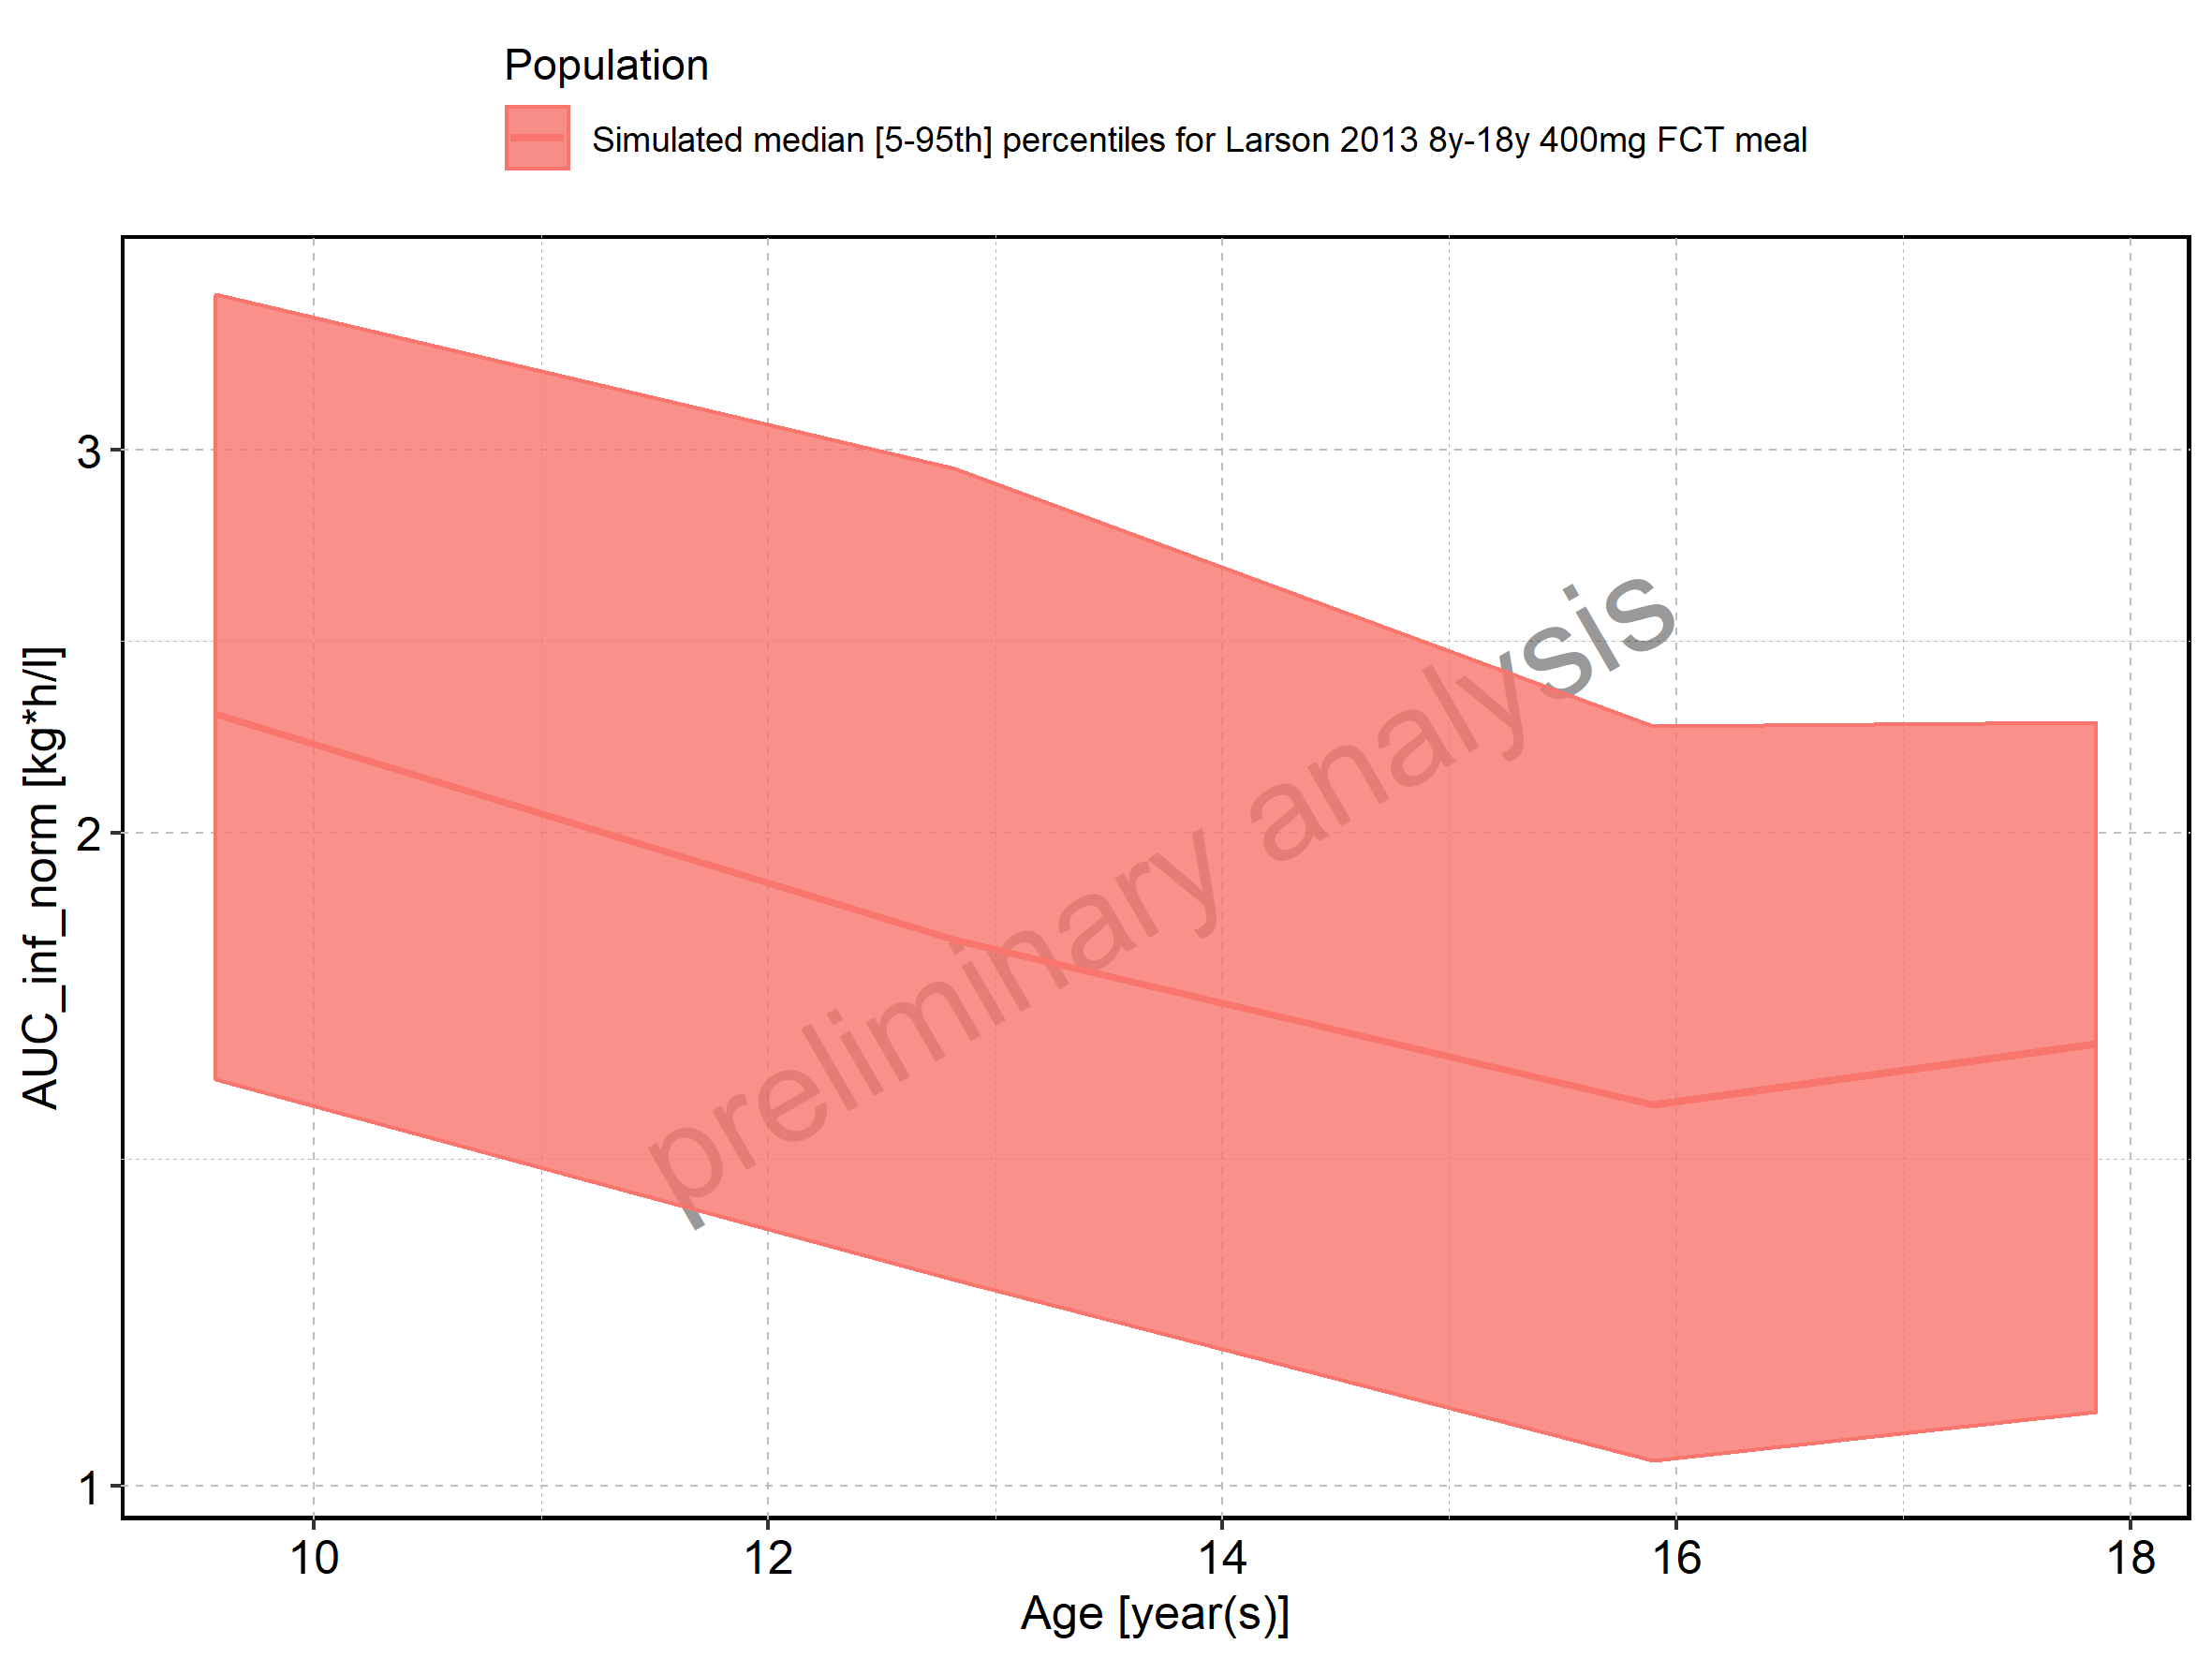 Population
Simulated median [5-95th] percentiles for Larson 2013 8y-18y 400mg FCT meal
3
2
1
AUC_inf_norm [kg*h/l]
preliminary analysis
10 12 14 16 18
Age [year(s)]